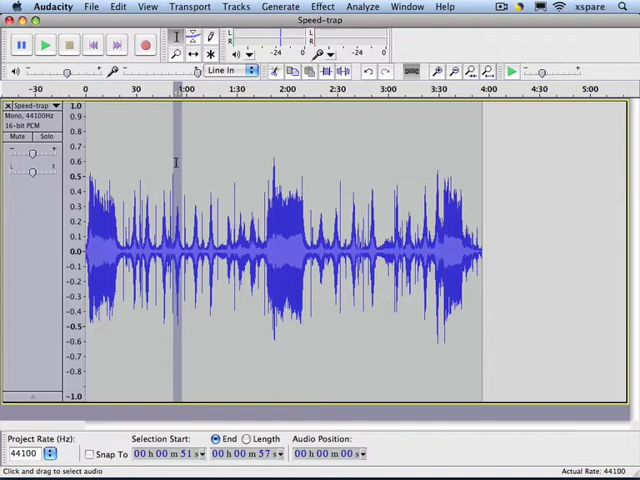 Audacity File Edit View Transport Tracks Generate Effect Analyze Window Help xspare
Speed-trap
L
R
-24 0
L
R
-24 0
Line In
-30 0 30 1:00 1:30 2:00 2:30 3:00 3:30 4:00 4:30 5:00
Speed-trap
Mono, 44100Hz
16-bit PCM
Mute Solo
- +
L R
1.0
0.9
0.8
0.7
0.6
0.5
0.4
0.3
0.2
0.1
0.0
-0.1
-0.2
-0.3
-0.4
-0.5
-0.6
-0.7
-0.8
-1.0
Project Rate (Hz): Selection Start: End Length Audio Position:
44100 Snap To 00 h 00 m 51 s 00 h 00 m 57 s 00 h 00 m 00 s
Click and drag to select audio Actual Rate: 44100